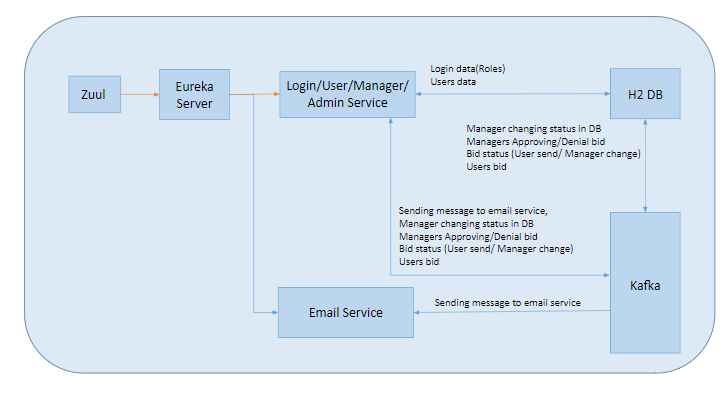 Zuul
Eureka
Server
Login/User/Manager/
Admin Service
Login data(Roles)
Users data
H2 DB
Manager changing status in DB
Managers Approving/Denial bid
Bid status (User send/ Manager change)
Users bid
Sending message to email service,
Manager changing status in DB
Managers Approving/Denial bid
Bid status (User send/ Manager change)
Users bid
Kafka
Email Service
Sending message to email service